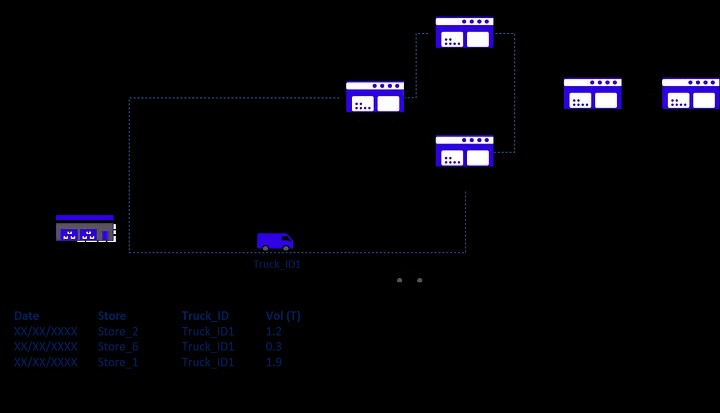 Truck_ID1
Date Store Truck_ID Vol (T)
XX/XX/XXXX Store_2 Truck_ID1 1.2
XX/XX/XXXX Store_6 Truck_ID1 0.3
XX/XX/XXXX Store_1 Truck_ID1 1.9